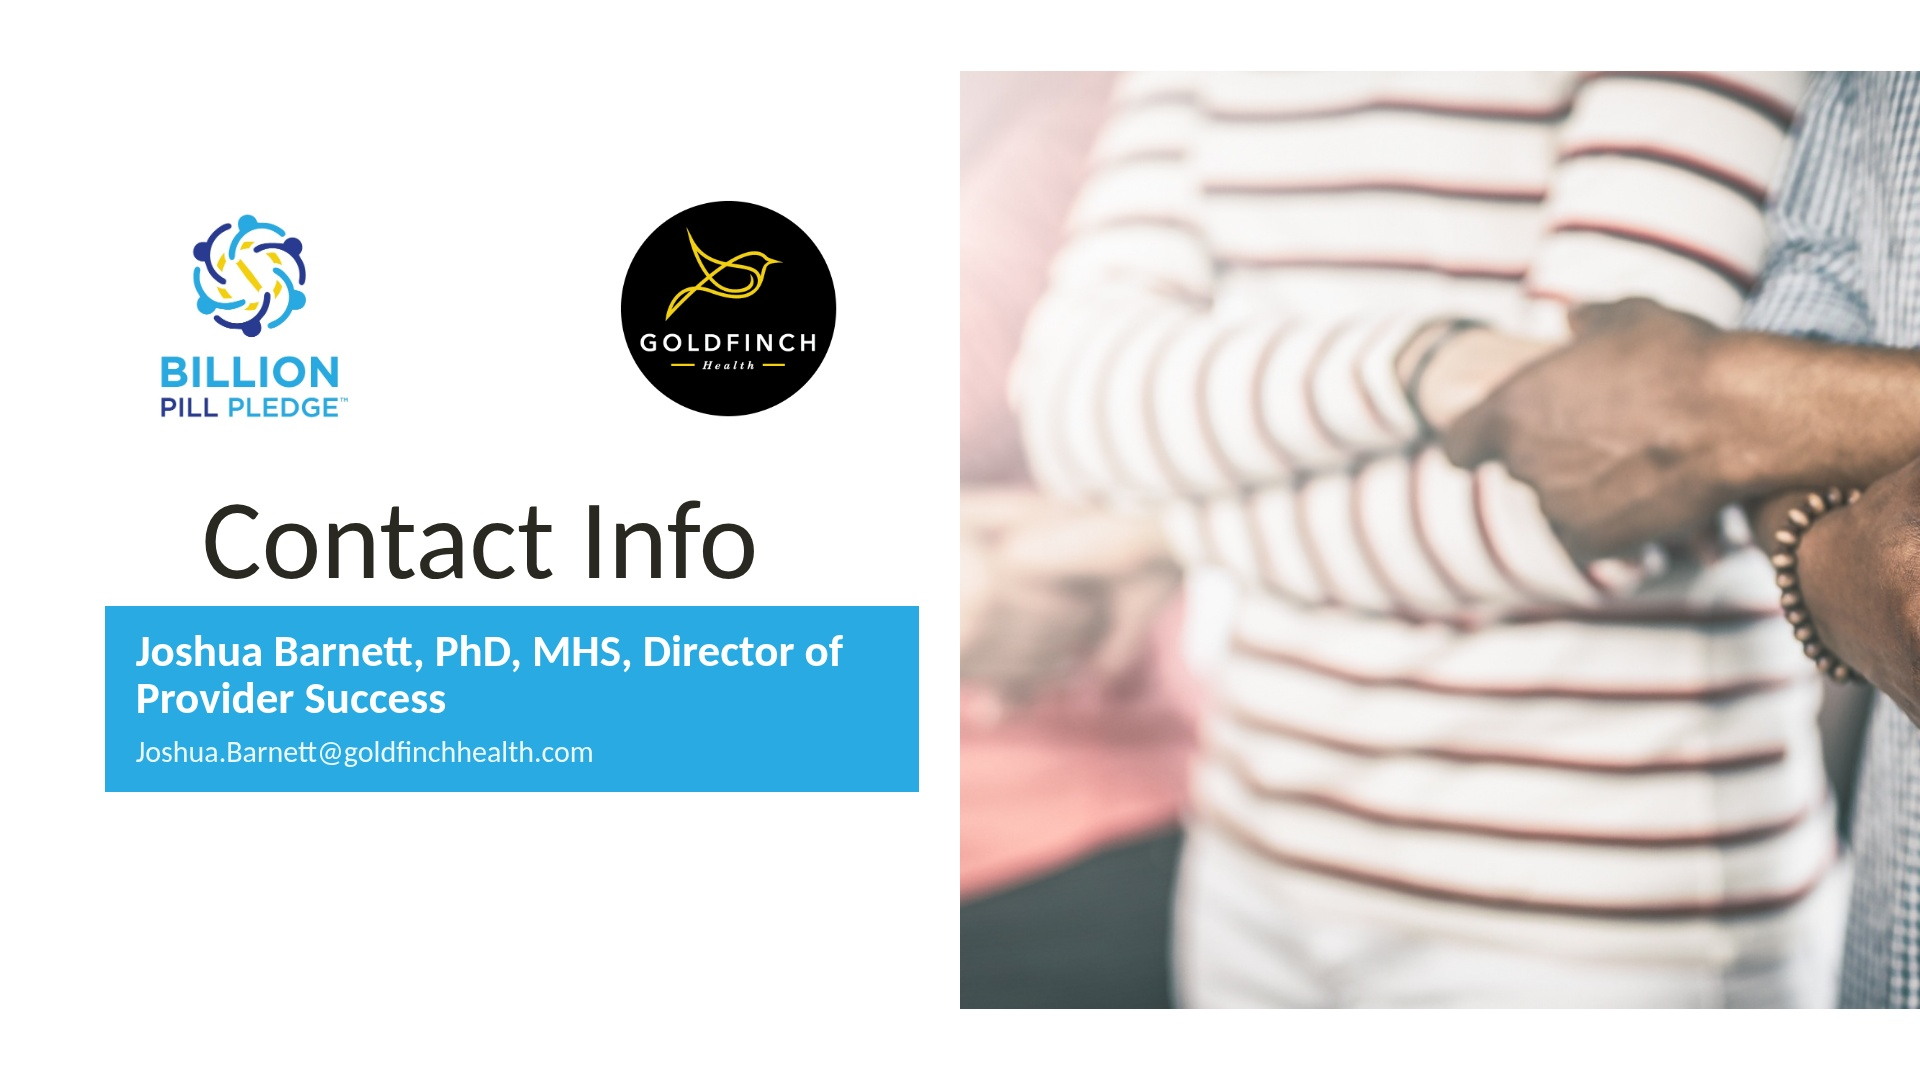 BILLION
PILL PLEDGE™
GOLDFINCH
Health
Contact Info
Joshua Barnett, PhD, MHS, Director of
Provider Success
Joshua.Barnett@goldfinchhealth.com